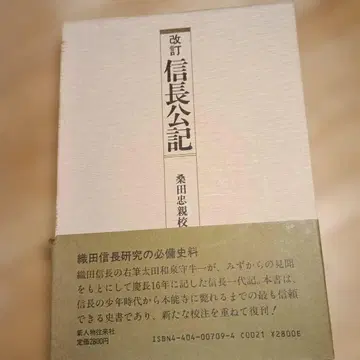 改訂
信長公記
桑田忠親校
織田信長研究の必備史料
織田信長の右筆太田和泉守牛一が、みずからの見聞
をもとにして慶長16年に記した信長一代記。本書は、
信長の少年時代から本能寺に斃れるまでの最も信頼
できる史書であり、新たな校注を重ねて復刊!
新人物往来社
定価2800円
ISBN4-404-00709-4 C0021 ¥2800E